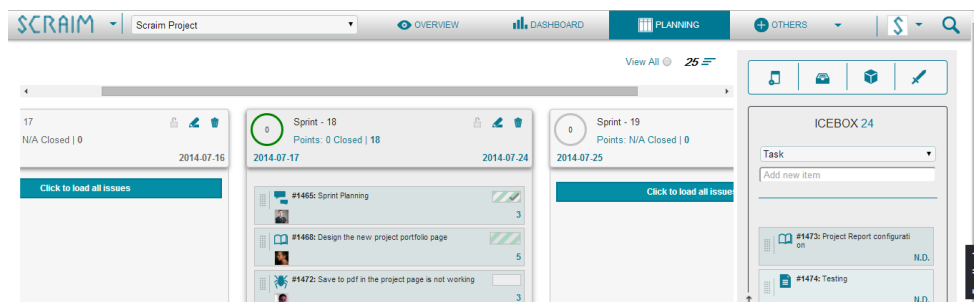 SCRAIM
Scraim Project
OVERVIEW
DASHBOARD
PLANNING
OTHERS
View All
25
17
N/A Closed | 0
2014-07-16
Click to load all issues
0
Sprint - 18
Points: 0 Closed | 18
2014-07-17
2014-07-24
#1465: Sprint Planning
3
#1468: Design the new project portfolio page
5
#1472: Save to pdf in the project page is not working
3
0
Sprint - 19
Points: N/A Closed | 0
2014-07-25
Click to load all issues
ICEBOX 24
Task
Add new item
#1473: Project Report configurati
on
N.D.
#1474: Testing
N.D.